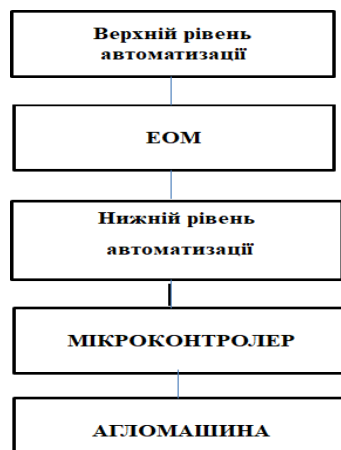 Верхній рівень
автоматизації
ЕОМ
Нижній рівень
автоматизації
МІКРОКОНТРОЛЕР
АГЛОМАШИНА